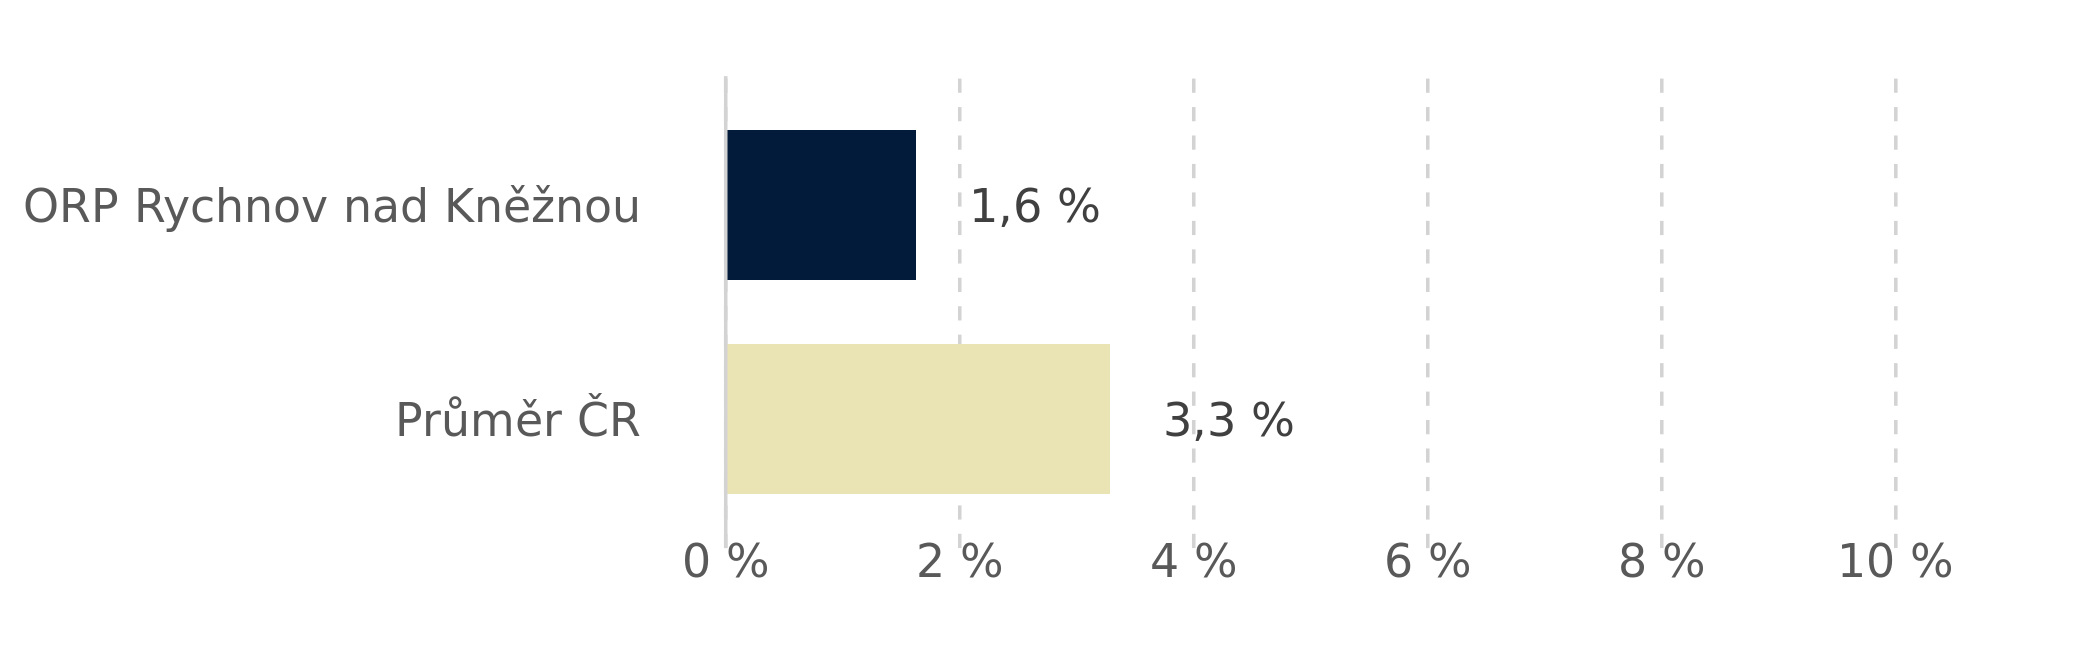 ORP Rychnov nad Kněžnou
1,6 %
Průměr ČR
3,3 %
0 % 2 % 4 % 6 % 8 % 10 %